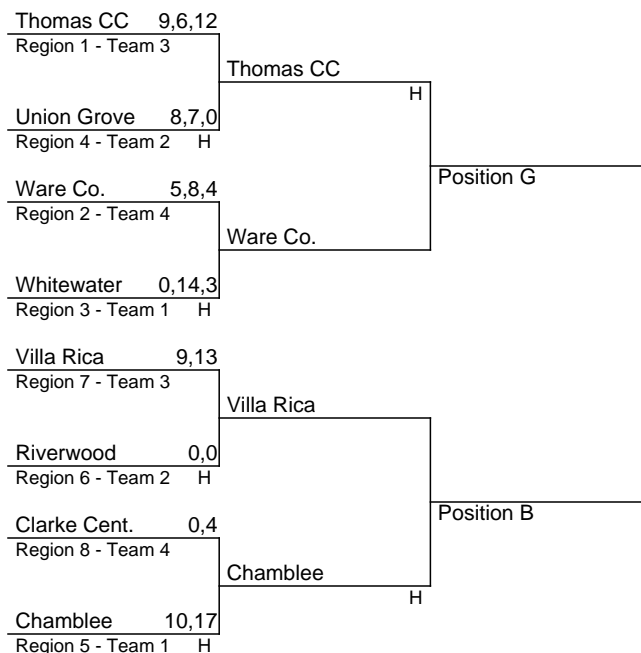 Thomas CC 9,6,12
Region 1 - Team 3
Thomas CC
H
Union Grove 8,7,0
Region 4 - Team 2 H
Position G
Ware Co. 5,8,4
Region 2 - Team 4
Ware Co.
Whitewater 0,14,3
Region 3 - Team 1 H
Villa Rica 9,13
Region 7 - Team 3
Villa Rica
Riverwood 0,0
Region 6 - Team 2 H
Position B
Clarke Cent. 0,4
Region 8 - Team 4
Chamblee
H
Chamblee 10,17
Region 5 - Team 1 H